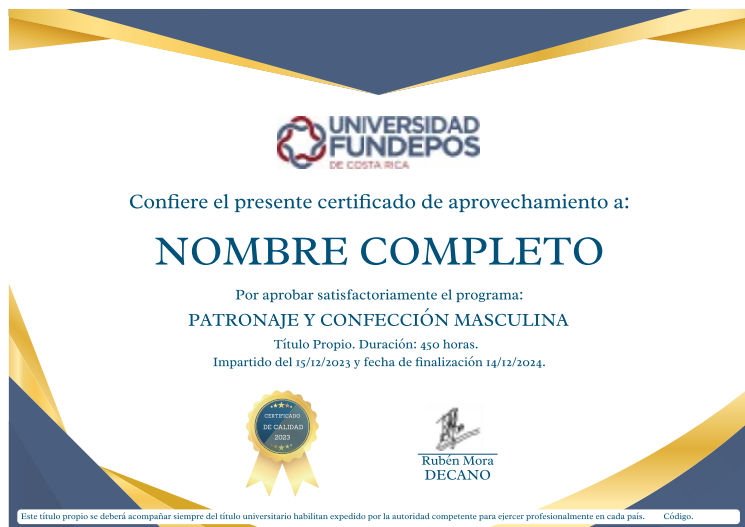 UNIVERSIDAD
FUNDEPOS
DE COSTA RICA
Confiere el presente certificado de aprovechamiento a:
NOMBRE COMPLETO
Por aprobar satisfactoriamente el programa:
PATRONAJE Y CONFECCIÓN MASCULINA
Título Propio. Duración: 450 horas.
Impartido del 15/12/2023 y fecha de finalización 14/12/2024.
CERTIFICADO
DE CALIDAD
2023
Rubén Mora
DECANO
Este título propio se deberá acompañar siempre del título universitario habilitan expedido por la autoridad competente para ejercer profesionalmente en cada país. Código.